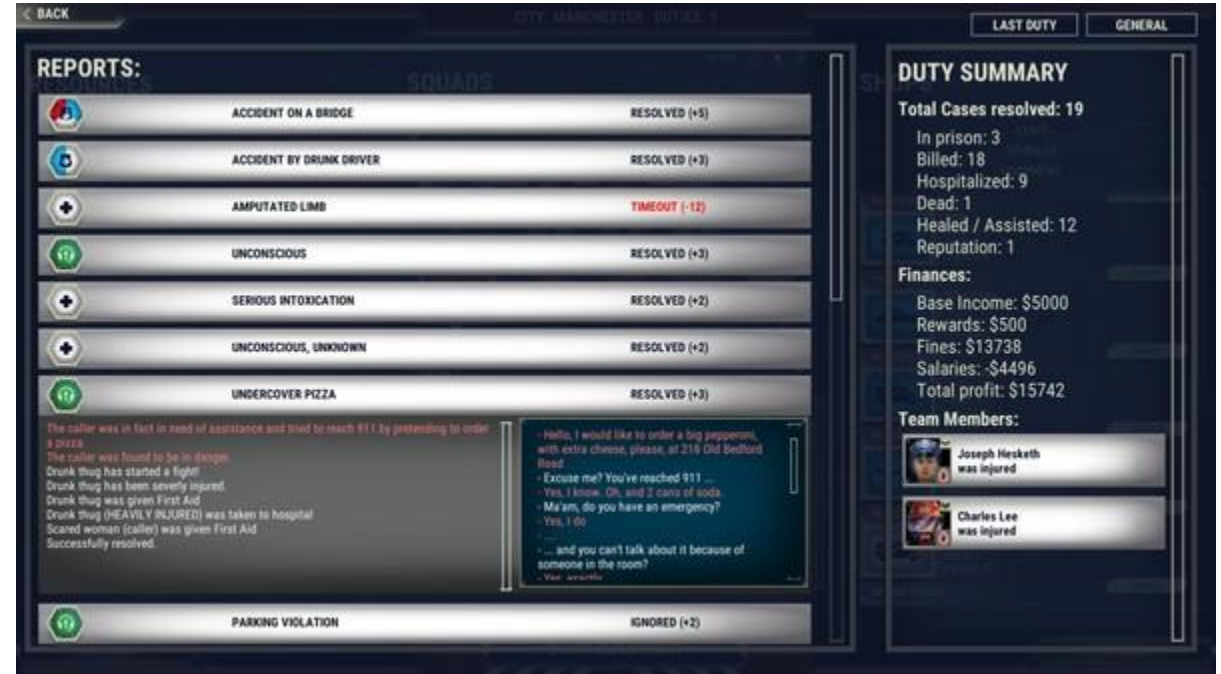 BACK
CITY: MANCHESTER DUTIES: 1
LAST DUTY
GENERAL
REPORTS:
RESOURCES
SQUADS
ACCIDENT ON A BRIDGE
RESOLVED (+5)
ACCIDENT BY DRUNK DRIVER
RESOLVED (+3)
AMPUTATED LIMB
TIMEOUT (-12)
UNCONSCIOUS
RESOLVED (+3)
SERIOUS INTOXICATION
RESOLVED (+2)
UNCONSCIOUS, UNKNOWN
RESOLVED (+2)
UNDERCOVER PIZZA
RESOLVED (+3)
The caller was in fact in need of assistance and tried to reach 911 by pretending to order
a pizza.
The caller was found to be in danger.
Drunk thug has started a fight!
Drunk thug has been severly injured.
Drunk thug was given First Aid
Drunk thug (HEAVILY INJURED) was taken to hospital
Scared woman (caller) was given First Aid
Successfully resolved.
- Hello, I would like to order a big pepperoni,
with extra cheese, please, at 216 Old Bedford
Road
- Excuse me? You've reached 911 ...
- Yes, I know. Oh, and 2 cans of soda.
- Ma'am, do you have an emergency?
- Yes, I do
- ....
- ... and you can't talk about it because of
someone in the room?
- Yes, exactly
PARKING VIOLATION
IGNORED (+2)
DUTY SUMMARY
Total Cases resolved: 19
In prison: 3
Billed: 18
Hospitalized: 9
Dead: 1
Healed / Assisted: 12
Reputation: 1
Finances:
Base Income: $5000
Rewards: $500
Fines: $13738
Salaries: -$4496
Total profit: $15742
Team Members:
Joseph Hesketh
was injured
Charles Lee
was injured